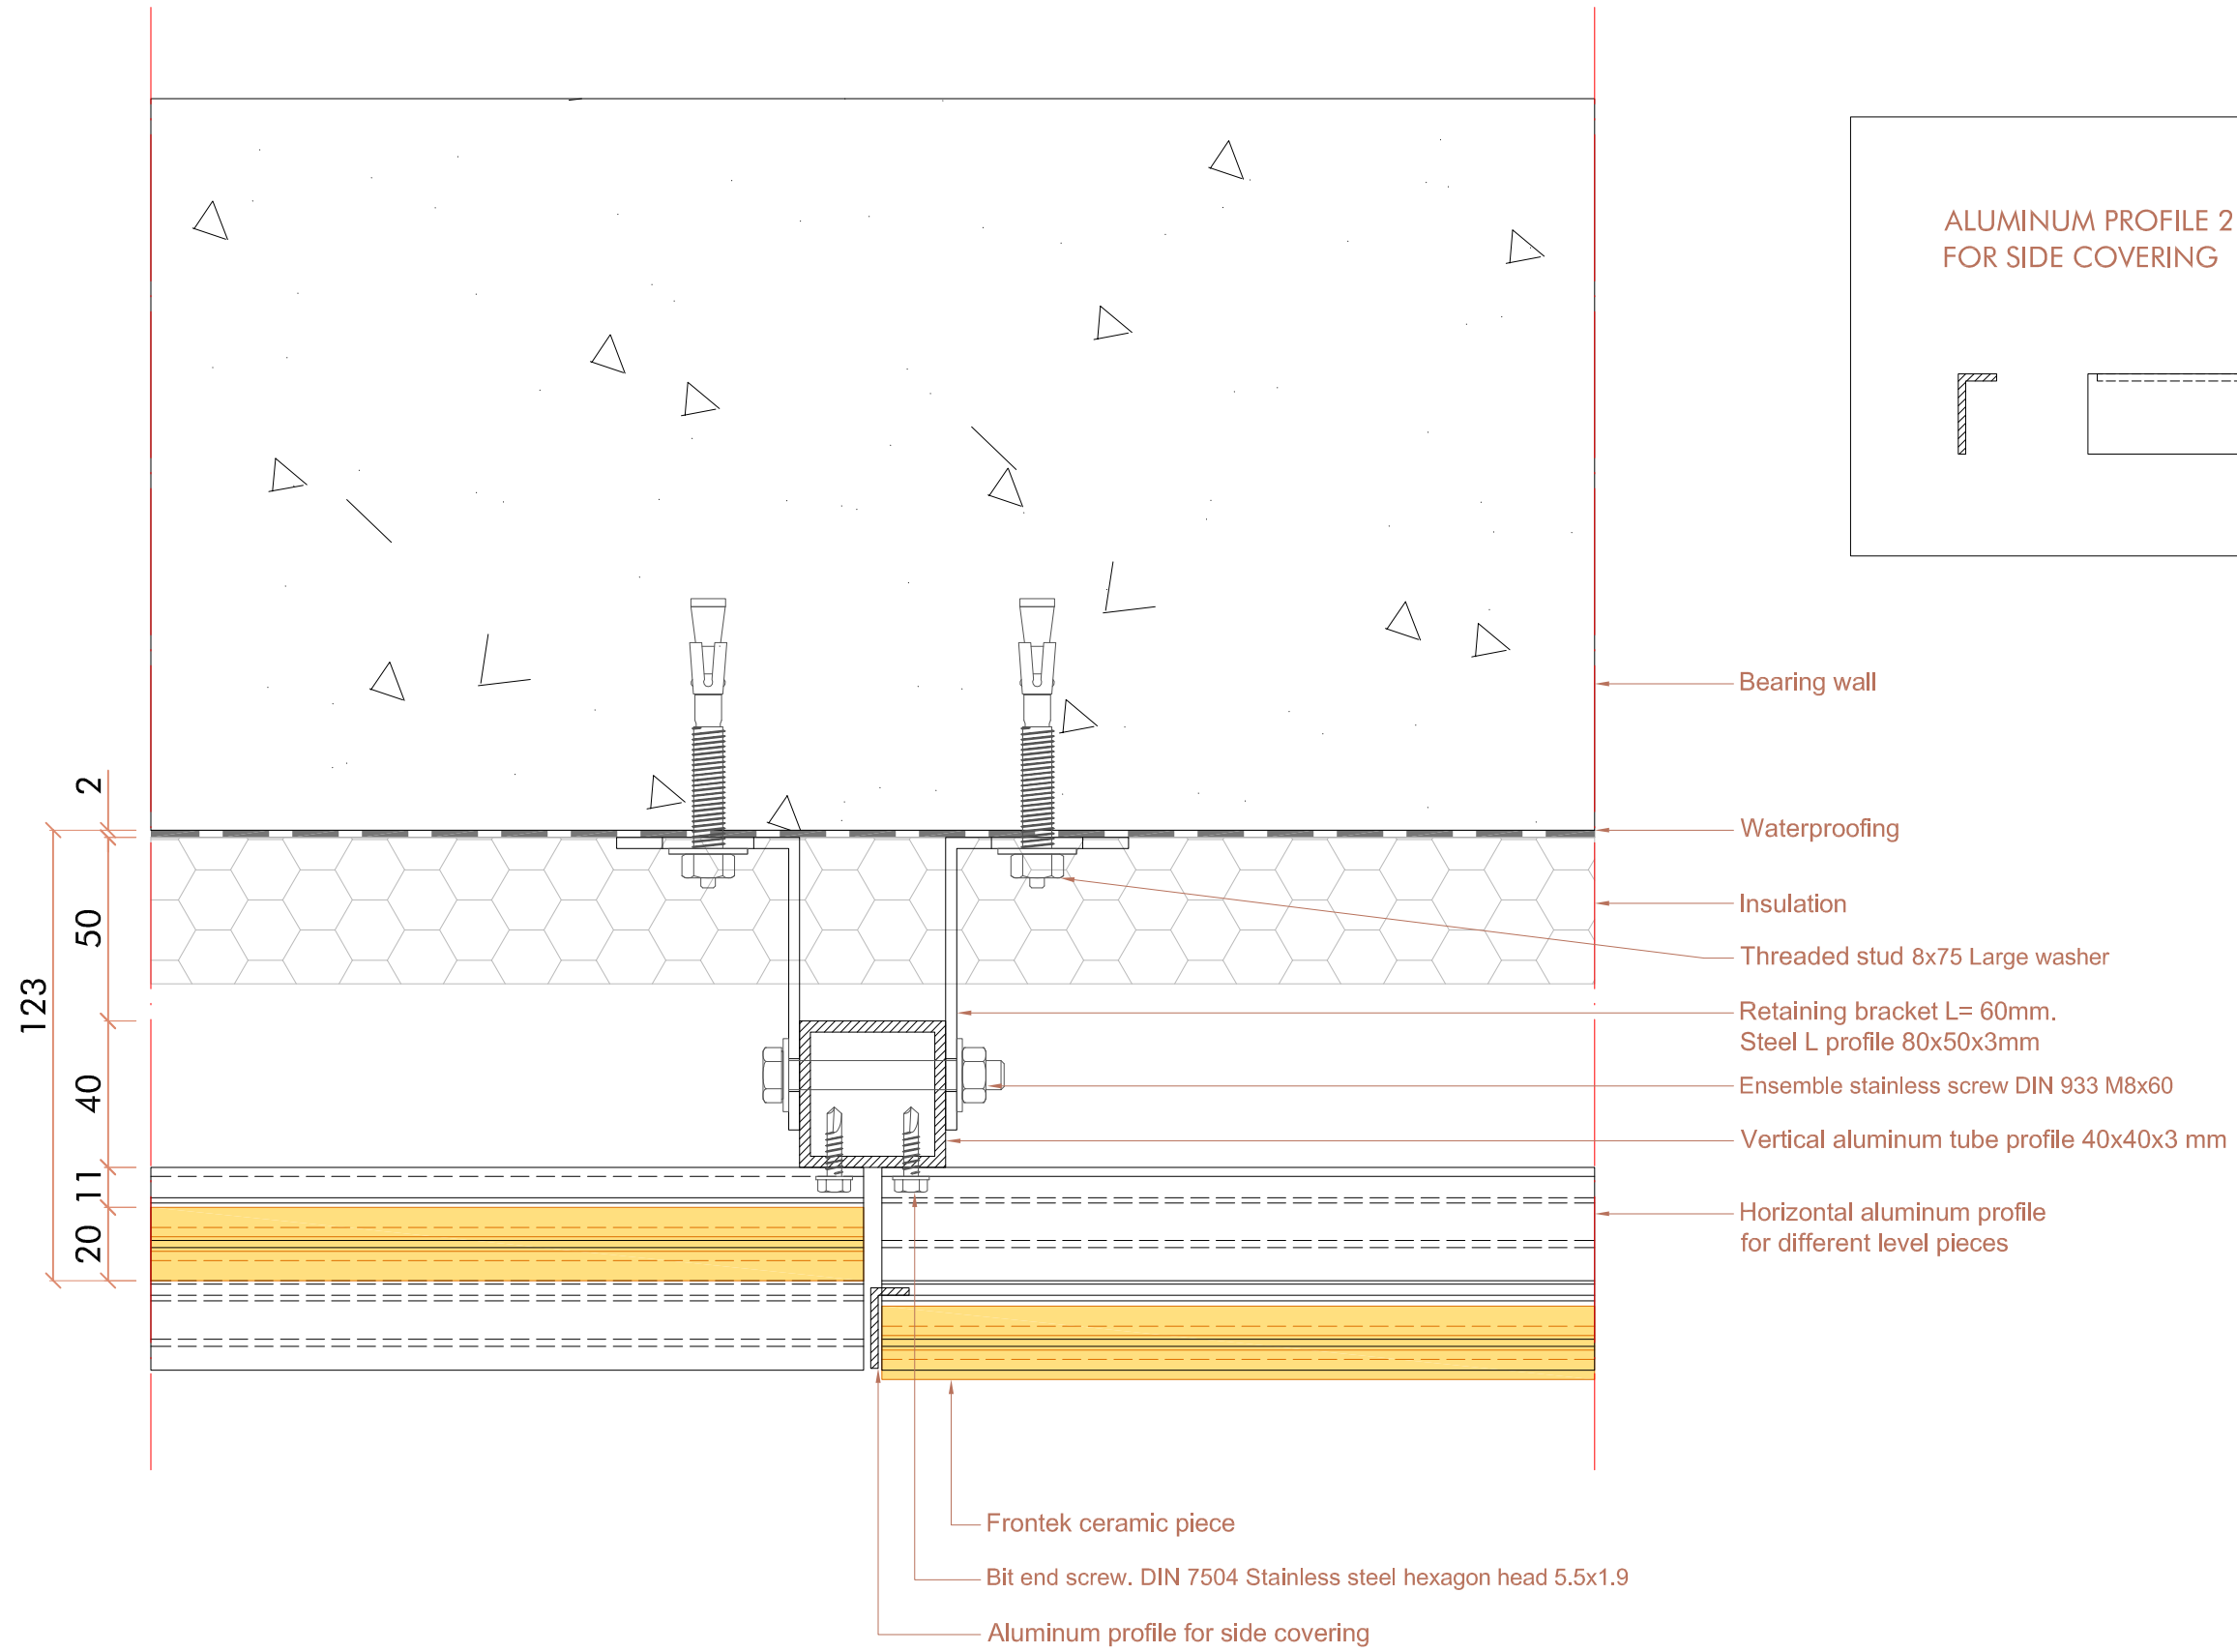 ALUMINUM PROFILE 2
FOR SIDE COVERING
Bearing wall
2
Waterproofing
Insulation
50
Threaded stud 8x75 Large washer
123
Retaining bracket L= 60mm.
Steel L profile 80x50x3mm
Ensemble stainless screw DIN 933 M8x60
40
Vertical aluminum tube profile 40x40x3 mm
11
Horizontal aluminum profile
for different level pieces
20
Frontek ceramic piece
Bit end screw. DIN 7504 Stainless steel hexagon head 5.5x1.9
Aluminum profile for side covering